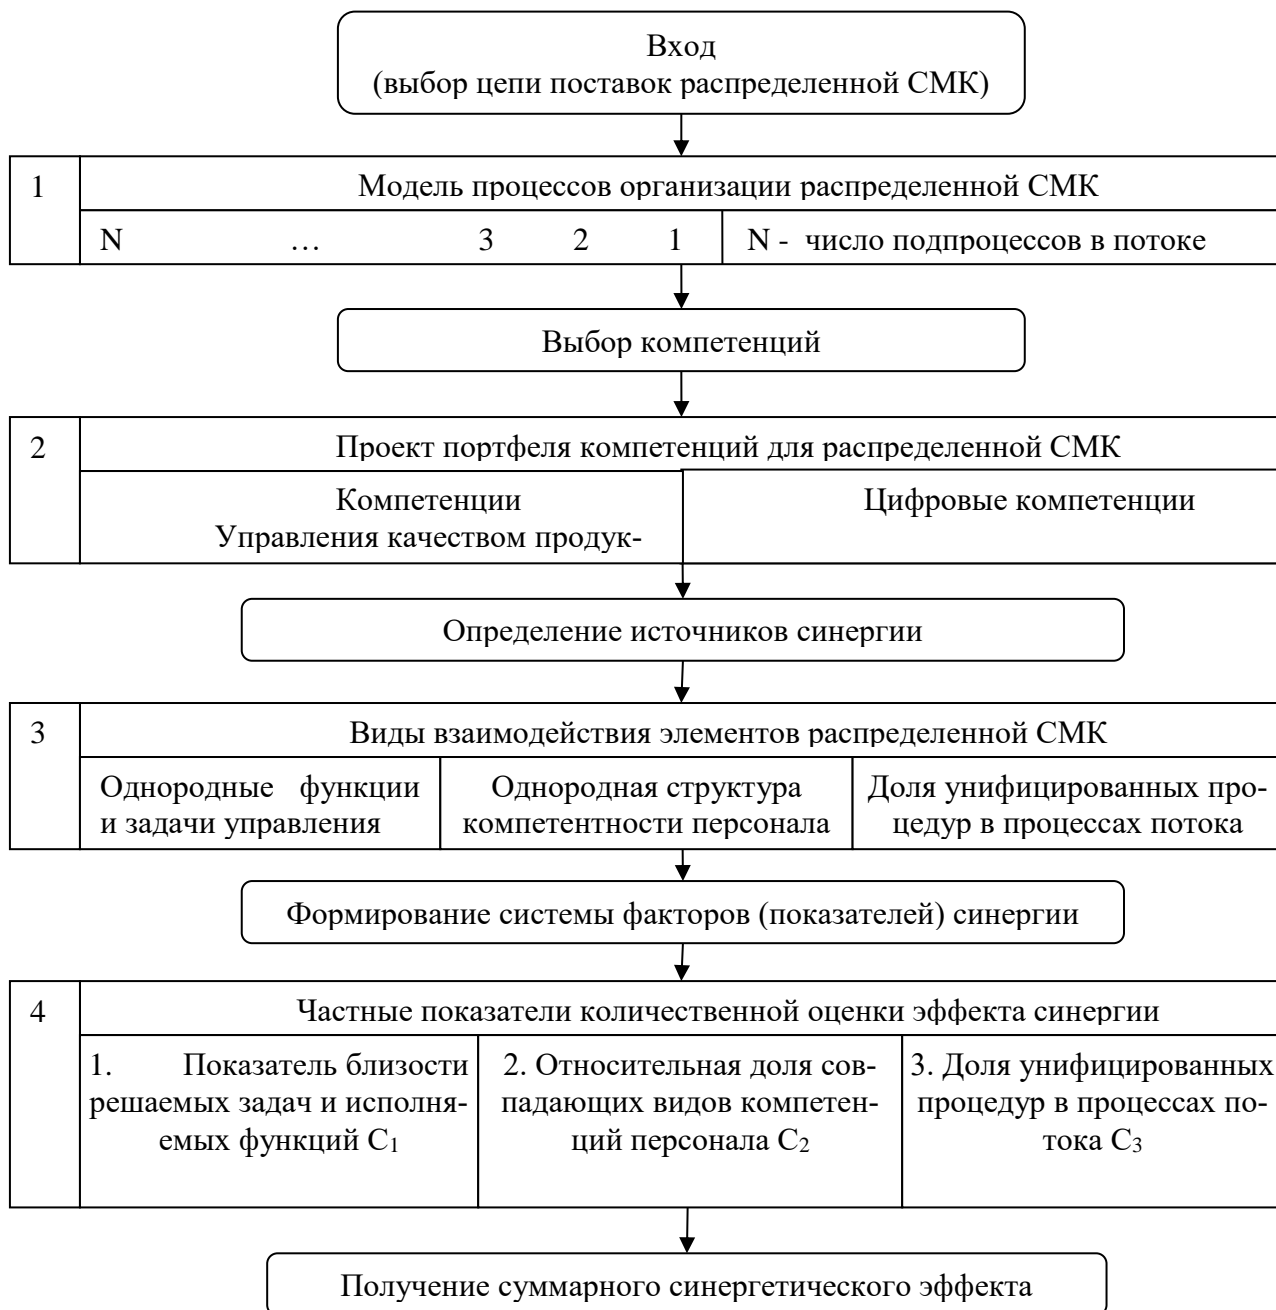 Вход
(выбор цепи поставок распределенной СМК)
1
Модель процессов организации распределенной СМК
N … 3 2 1
N - число подпроцессов в потоке
Выбор компетенций
2
Проект портфеля компетенций для распределенной СМК
Компетенции
Управления качеством продук-
Цифровые компетенции
Определение источников синергии
3
Виды взаимодействия элементов распределенной СМК
Однородные функции
и задачи управления
Однородная структура
компетентности персонала
Доля унифицированных про-
цедур в процессах потока
Формирование системы факторов (показателей) синергии
4
Частные показатели количественной оценки эффекта синергии
1. Показатель близости
решаемых задач и исполня-
емых функций С₁
2. Относительная доля сов-
падающих видов компетен-
ций персонала С₂
3. Доля унифицированных
процедур в процессах по-
тока С₃
Получение суммарного синергетического эффекта